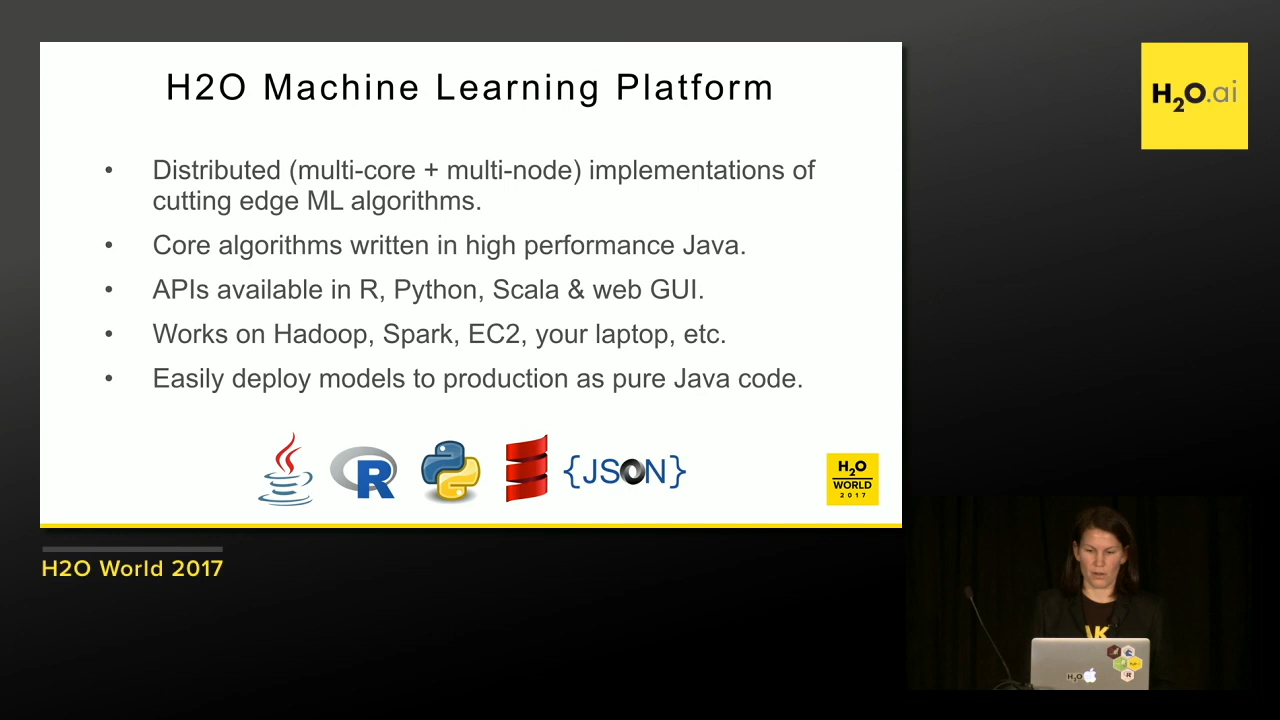 H2O Machine Learning Platform
H2O.ai
• Distributed (multi-core + multi-node) implementations of
cutting edge ML algorithms.
• Core algorithms written in high performance Java.
• APIs available in R, Python, Scala & web GUI.
• Works on Hadoop, Spark, EC2, your laptop, etc.
• Easily deploy models to production as pure Java code.
R
{JSON}
H2O
WORLD
2017
H2O World 2017
AK
H2O
R